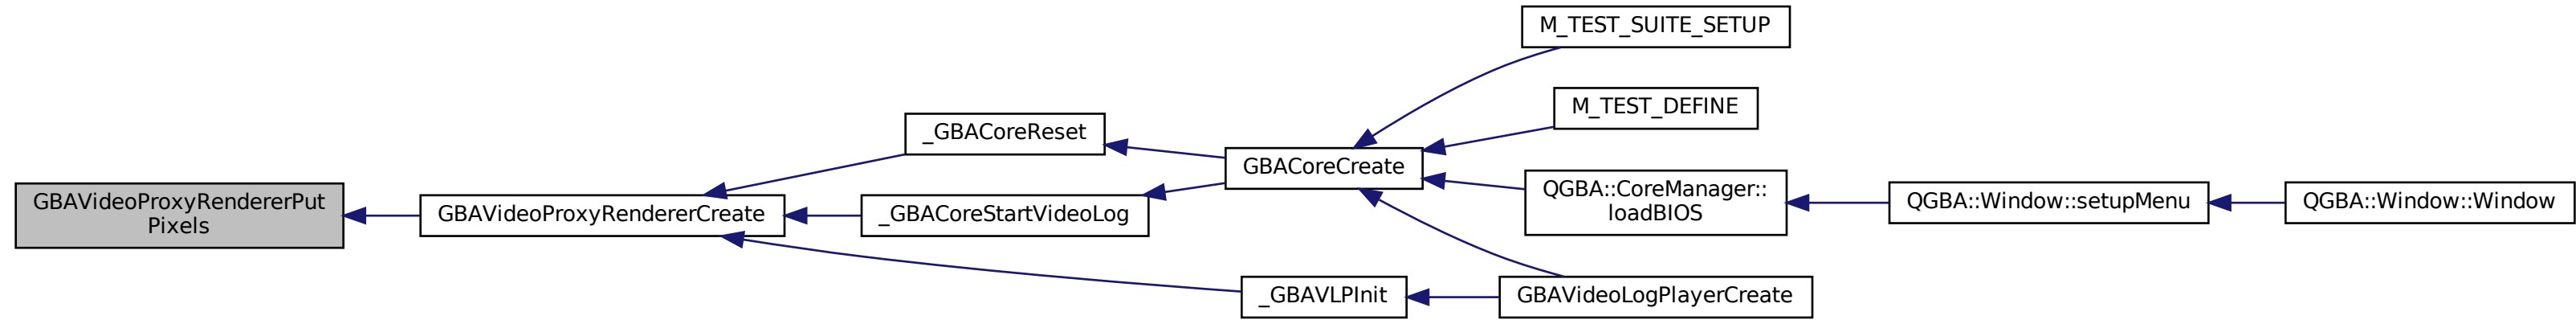 GBAVideoProxyRendererPut
Pixels
GBAVideoProxyRendererCreate
_GBACoreReset
_GBACoreStartVideoLog
_GBAVLPInit
GBACoreCreate
M_TEST_SUITE_SETUP
M_TEST_DEFINE
QGBA::CoreManager::
loadBIOS
GBAVideoLogPlayerCreate
QGBA::Window::setupMenu
QGBA::Window::Window